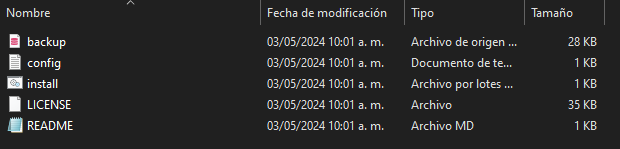 Nombre Fecha de modificación Tipo Tamaño
backup 03/05/2024 10:01 a. m. Archivo de origen ... 28 KB
config 03/05/2024 10:01 a. m. Documento de te... 1 KB
install 03/05/2024 10:01 a. m. Archivo por lotes ... 1 KB
LICENSE 03/05/2024 10:01 a. m. Archivo 35 KB
README 03/05/2024 10:01 a. m. Archivo MD 1 KB